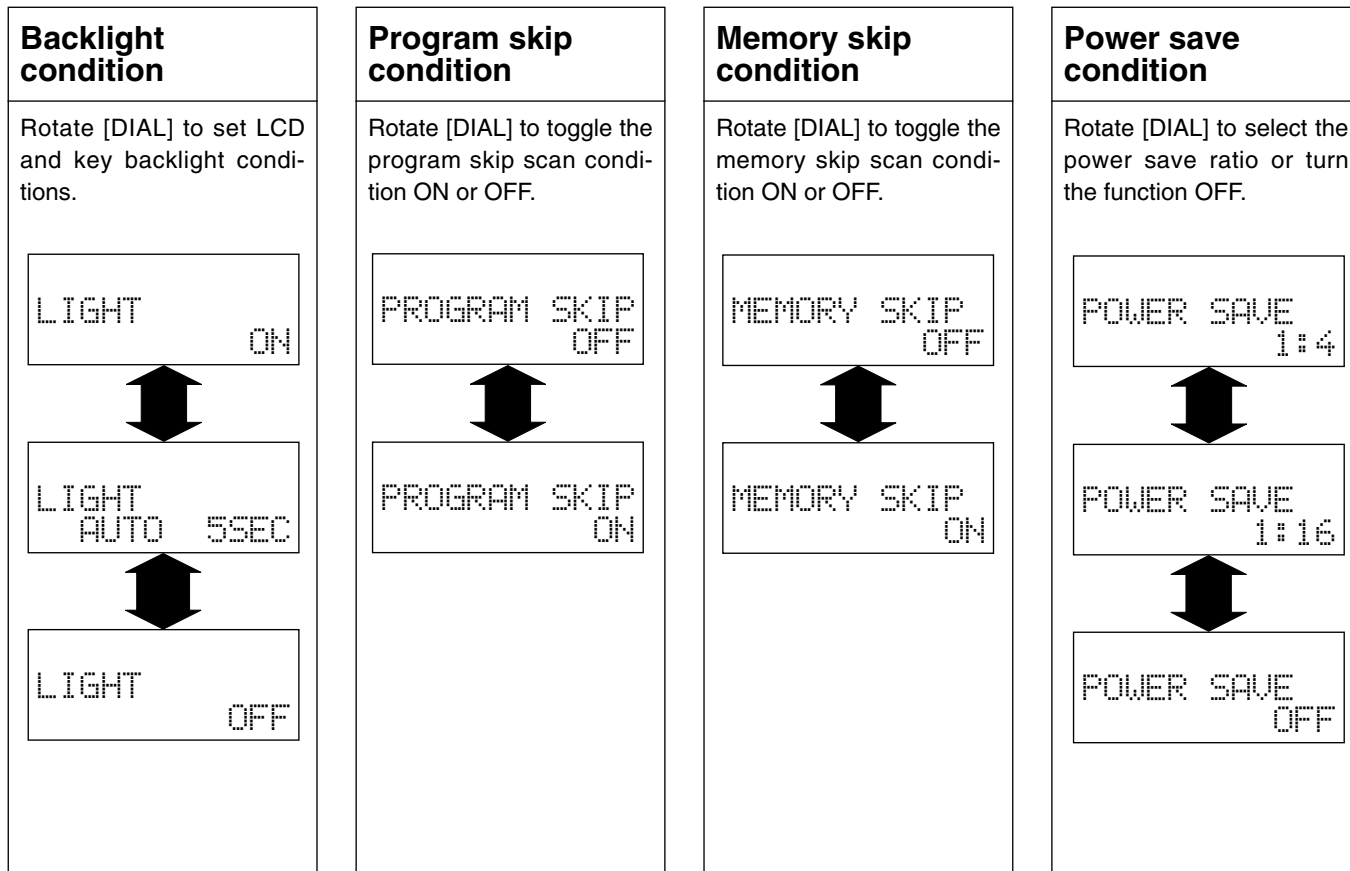 Backlight
condition
Rotate [DIAL] to set LCD
and key backlight condi-
tions.
LIGHT
ON
LIGHT
AUTO 5SEC
LIGHT
OFF
Program skip
condition
Rotate [DIAL] to toggle the
program skip scan condi-
tion ON or OFF.
PROGRAM SKIP
OFF
PROGRAM SKIP
ON
Memory skip
condition
Rotate [DIAL] to toggle the
memory skip scan condi-
tion ON or OFF.
MEMORY SKIP
OFF
MEMORY SKIP
ON
Power save
condition
Rotate [DIAL] to select the
power save ratio or turn
the function OFF.
POWER SAVE
1:4
POWER SAVE
1:16
POWER SAVE
OFF